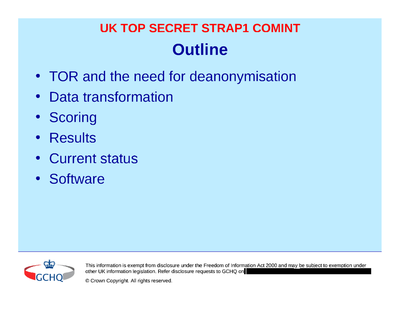 UK TOP SECRET STRAP1 COMINT
Outline
• TOR and the need for deanonymisation
• Data transformation
• Scoring
• Results
• Current status
• Software
GCHQ
This information is exempt from disclosure under the Freedom of Information Act 2000 and may be subject to exemption under
other UK information legislation. Refer disclosure requests to GCHQ on
© Crown Copyright. All rights reserved.